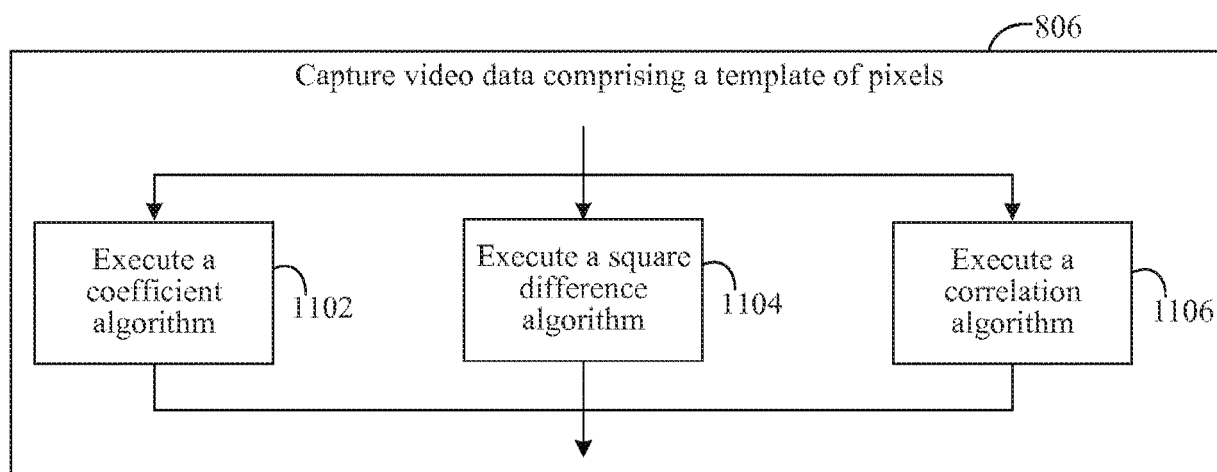 806
Capture video data comprising a template of pixels
Execute a
coefficient
algorithm
1102
Execute a square
difference
algorithm
1104
Execute a
correlation
algorithm
1106